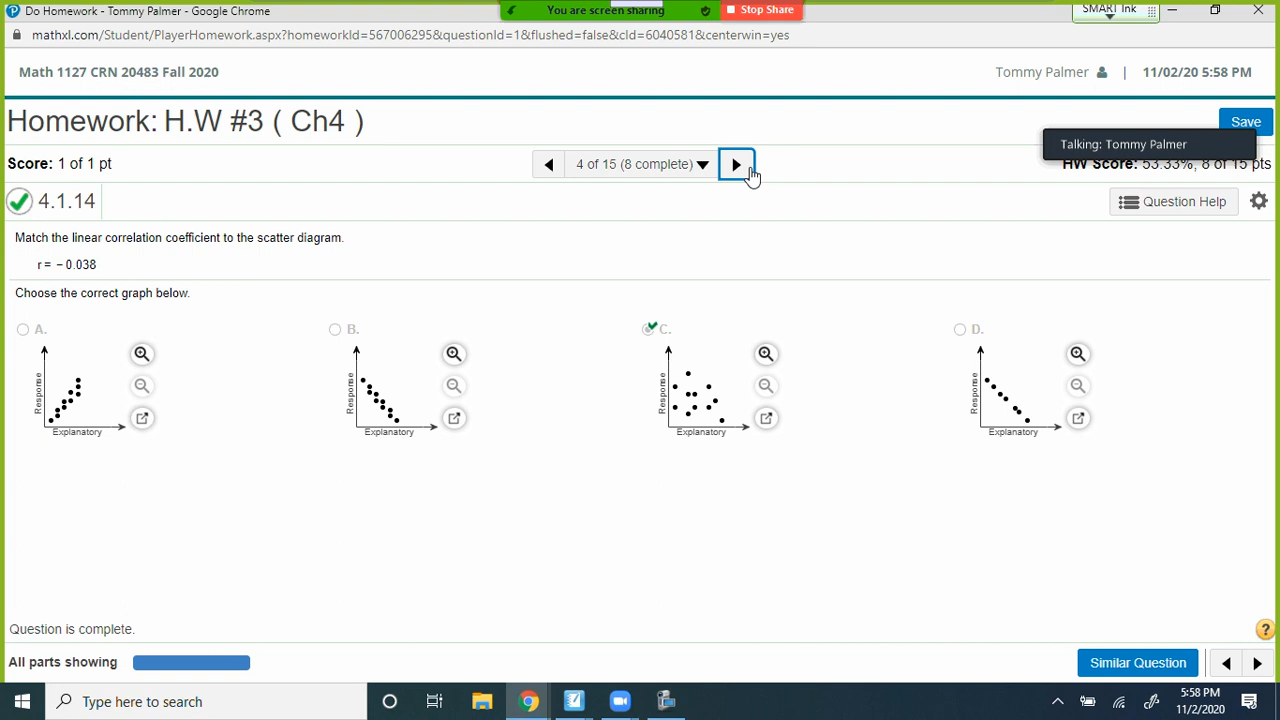 Do Homework - Tommy Palmer - Google Chrome
You are screen sharing
Stop Share
SMART Ink
mathxl.com/Student/PlayerHomework.aspx?homeworkId=567006295&questionId=1&flushed=false&cId=6040581&centerwin=yes
Math 1127 CRN 20483 Fall 2020
Tommy Palmer | 11/02/20 5:58 PM
Homework: H.W #3 ( Ch4 )
Save
Talking: Tommy Palmer
Score: 1 of 1 pt
4 of 15 (8 complete)
HW Score: 53.33%, 8 of 15 pts
4.1.14
Question Help
Match the linear correlation coefficient to the scatter diagram.
r = − 0.038
Choose the correct graph below.
A.
Response
Explanatory
B.
Response
Explanatory
C.
Response
Explanatory
D.
Response
Explanatory
Question is complete.
?
All parts showing
Similar Question
Type here to search
5:58 PM
11/2/2020